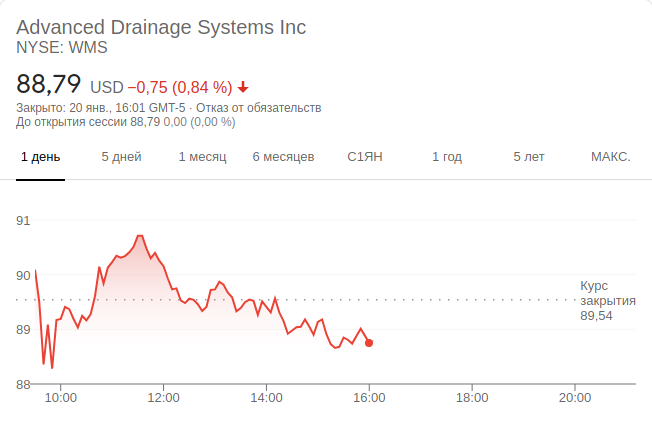 Advanced Drainage Systems Inc
NYSE: WMS
88,79 USD −0,75 (0,84 %)
Закрыто: 20 янв., 16:01 GMT-5 · Отказ от обязательств
До открытия сессии 88,79 0,00 (0,00 %)
1 день 5 дней 1 месяц 6 месяцев С1ЯН 1 год 5 лет МАКС.
91
90
Курс
закрытия
89,54
89
88
10:00 12:00 14:00 16:00 18:00 20:00